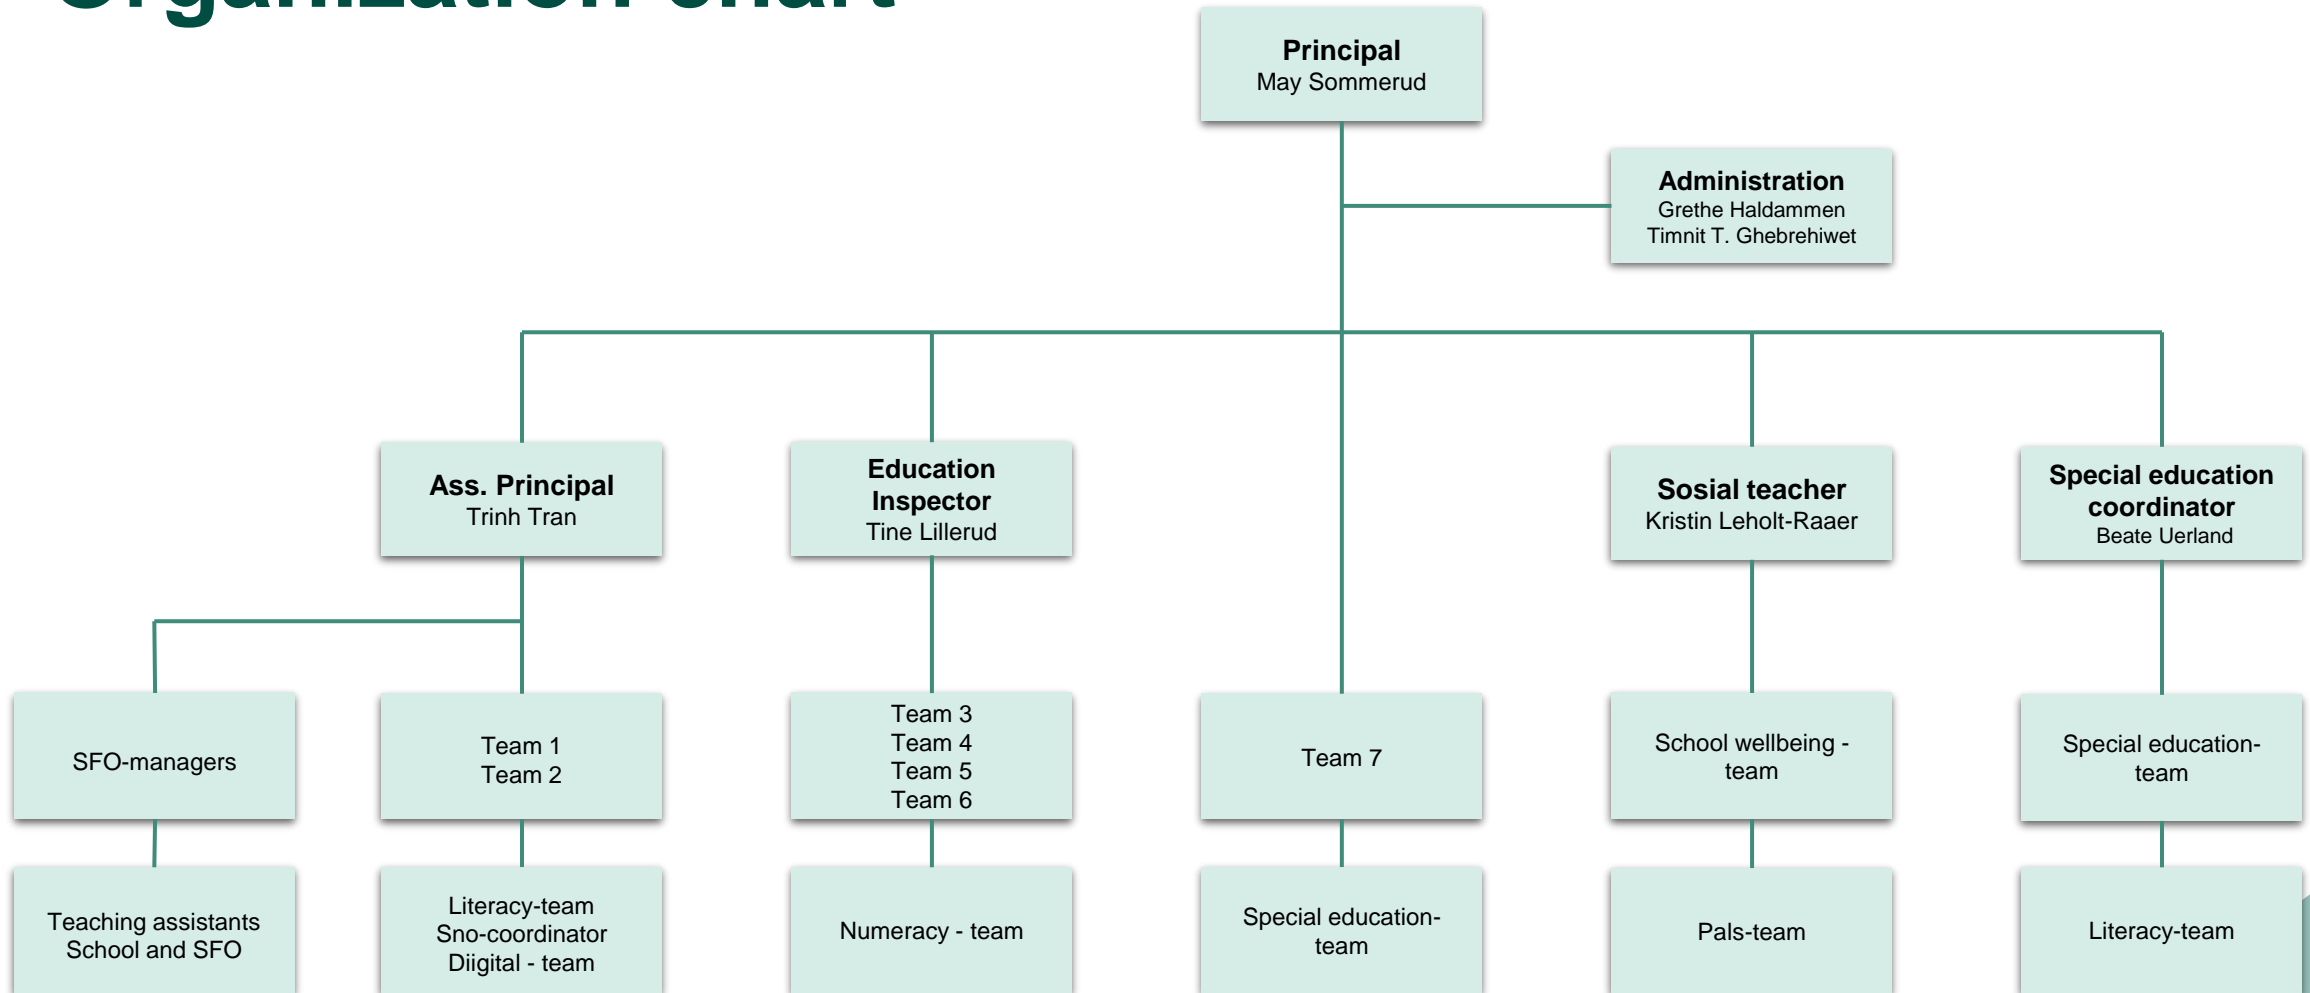 Organization chart
Principal
May Sommerud
Administration
Grethe Haldammen
Timnit T. Ghebrehiwet
Ass. Principal
Trinh Tran
Education
Inspector
Tine Lillerud
Sosial teacher
Kristin Leholt-Raaer
Special education
coordinator
Beate Uerland
SFO-managers
Team 1
Team 2
Team 3
Team 4
Team 5
Team 6
Team 7
School wellbeing -
team
Special education-
team
Teaching assistants
School and SFO
Literacy-team
Sno-coordinator
Diigital - team
Numeracy - team
Special education-
team
Pals-team
Literacy-team